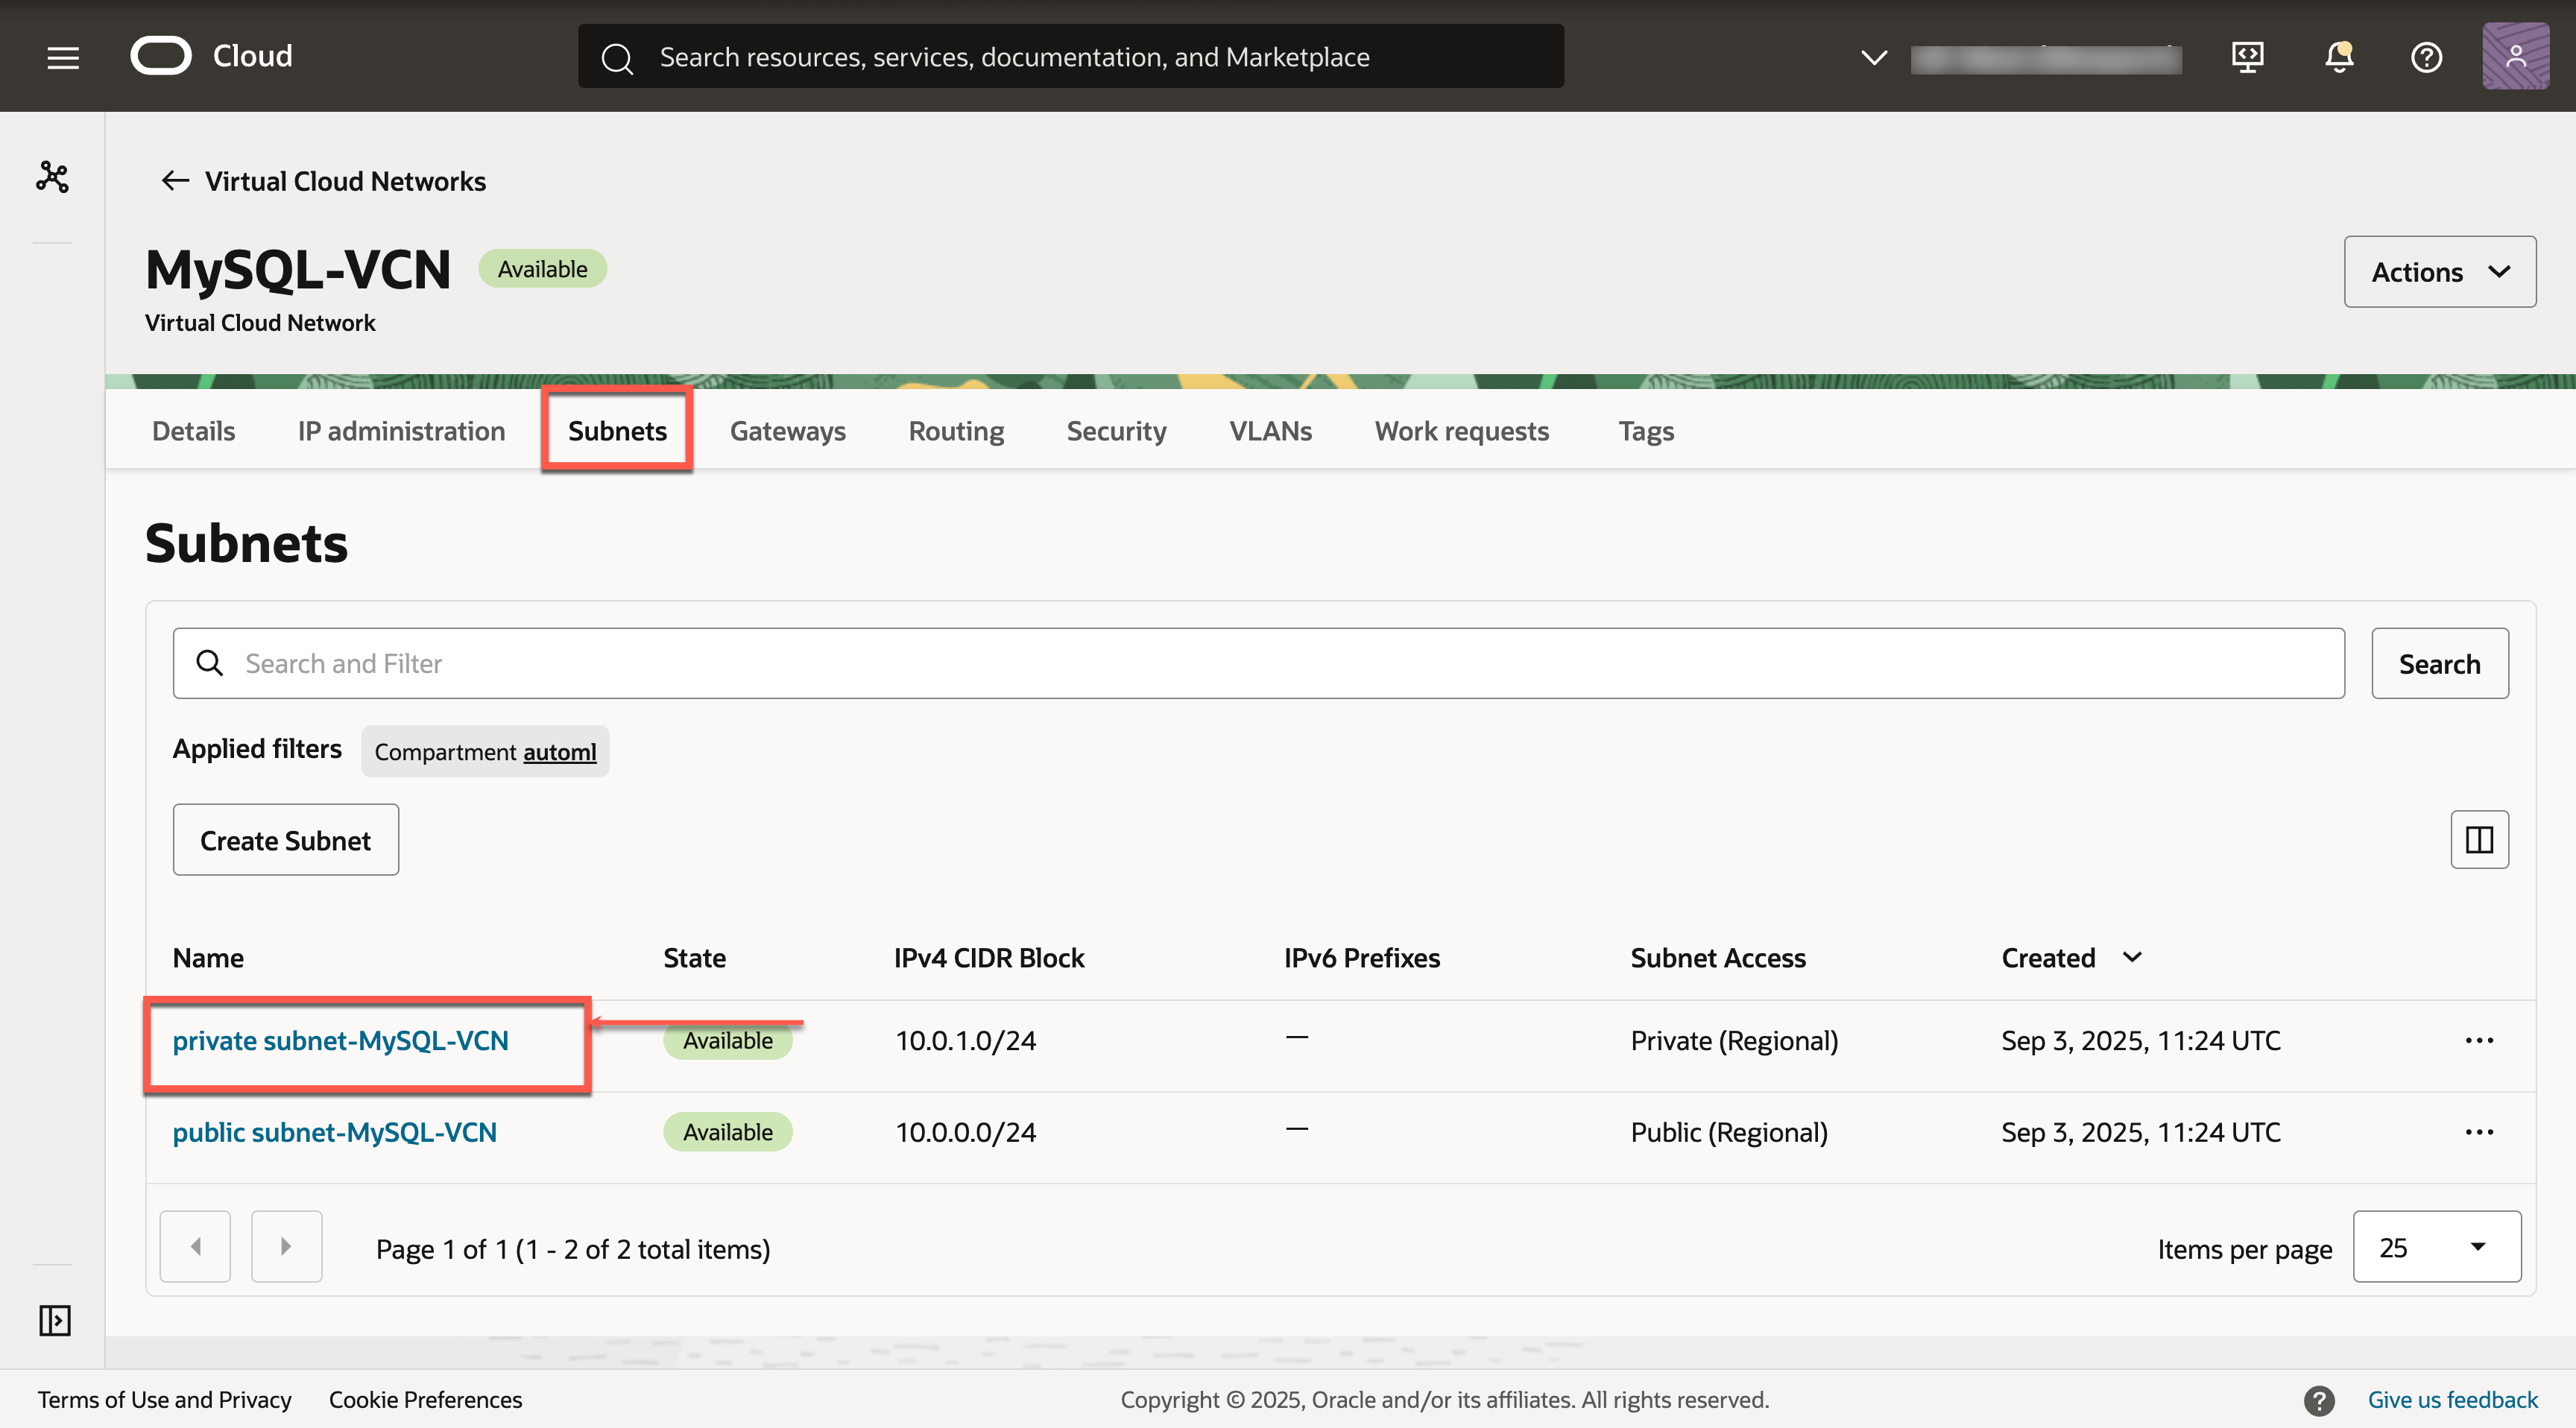 Cloud
Search resources, services, documentation, and Marketplace
Virtual Cloud Networks
MySQL-VCN Available
Virtual Cloud Network
Actions
Details IP administration Subnets Gateways Routing Security VLANs Work requests Tags
Subnets
Search and Filter
Search
Applied filters Compartment automl
Create Subnet
Name State IPv4 CIDR Block IPv6 Prefixes Subnet Access Created
private subnet-MySQL-VCN Available 10.0.1.0/24 — Private (Regional) Sep 3, 2025, 11:24 UTC
public subnet-MySQL-VCN Available 10.0.0.0/24 — Public (Regional) Sep 3, 2025, 11:24 UTC
Page 1 of 1 (1 - 2 of 2 total items) Items per page 25
Terms of Use and Privacy Cookie Preferences Copyright © 2025, Oracle and/or its affiliates. All rights reserved. Give us feedback